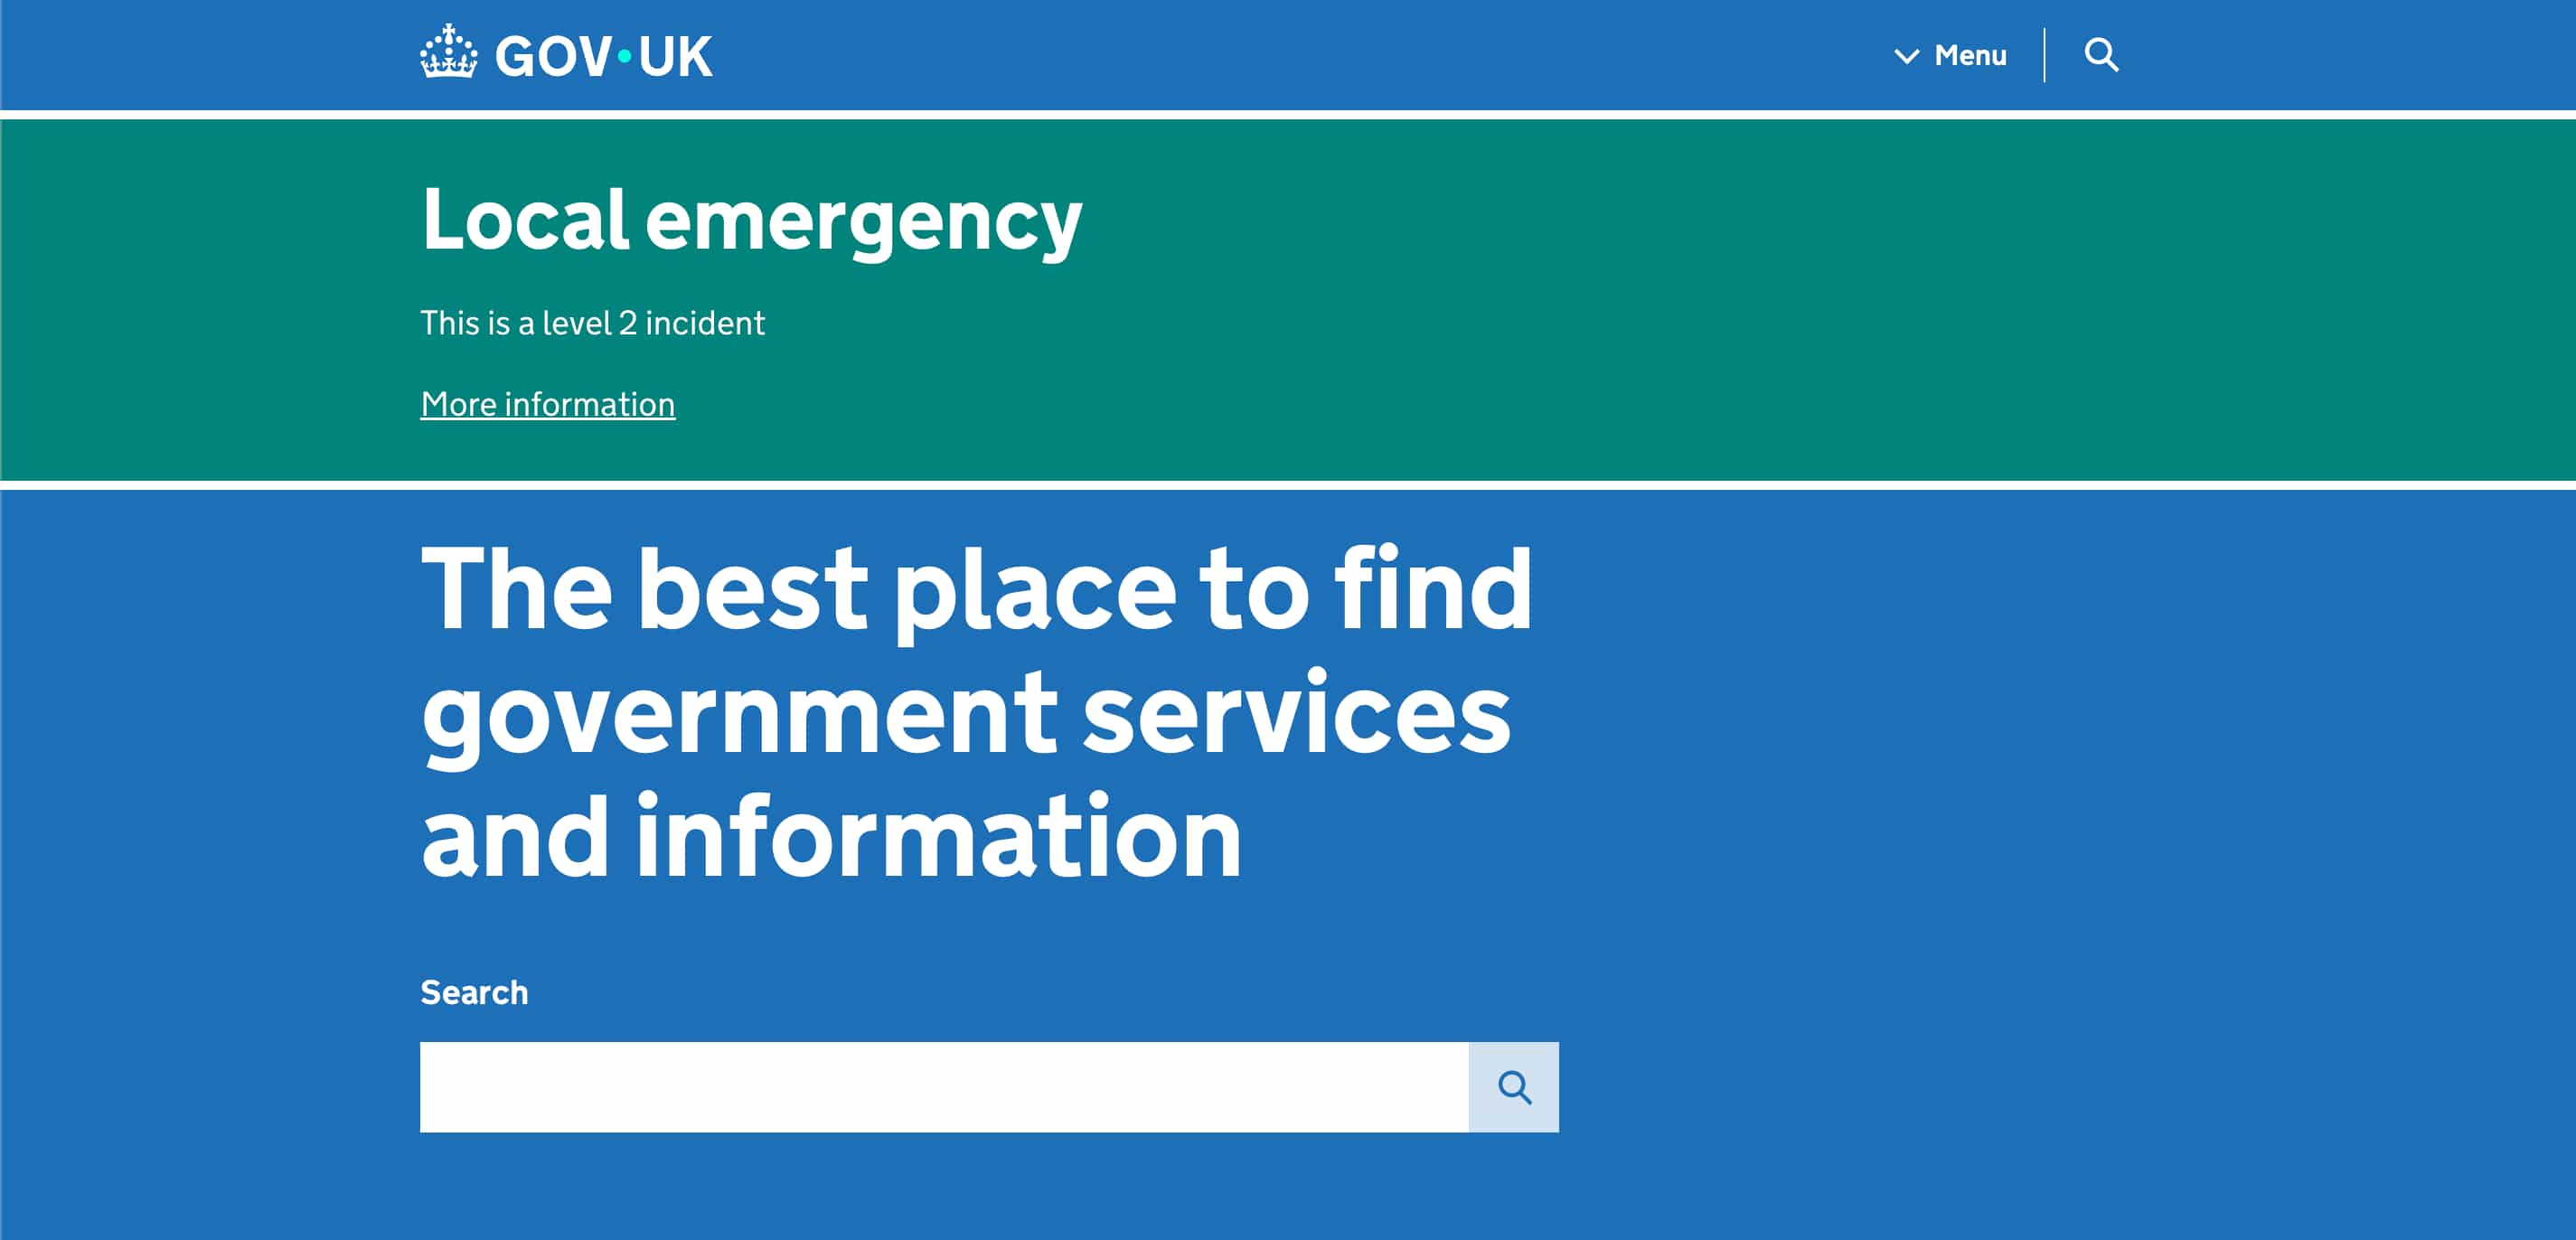 GOV·UK
Menu
Local emergency
This is a level 2 incident
More information
The best place to find
government services
and information
Search